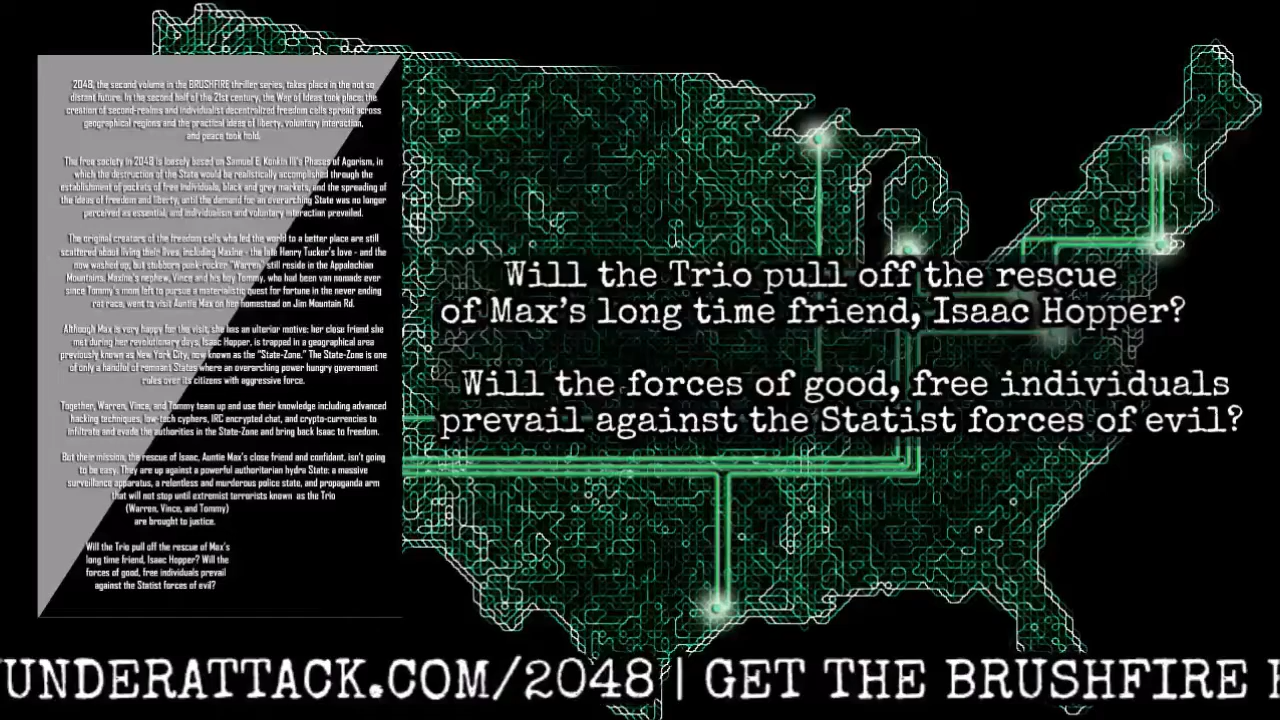 2048, the second volume in the BRUSHFIRE thriller series, takes place in the not so
distant future. In the second half of the 21st century, the War of Ideas took place; the
creation of second-realms and individualist decentralized freedom cells spread across
geographical regions and the practical ideas of liberty, voluntary interaction,
and peace took hold.
The free society in 2048 is loosely based on Samuel E. Konkin III's Phases of Agorism, in
which the destruction of the State would be realistically accomplished through the
establishment of pockets of free individuals, black and grey markets, and the spreading of
the ideas of freedom and liberty, until the demand for an overarching State was no longer
perceived as essential, and individualism and voluntary interaction prevailed.
The original creators of the freedom cells who led the world to a better place are still
scattered about living their lives, including Maxine - the late Henry Tucker's love - and the
now washed up, but stubborn punk-rocker "Warren" still reside in the Appalachian
Mountains. Maxine's nephew, Vince and his boy Tommy, who had been van nomads ever
since Tommy's mom left to pursue a materialistic quest for fortune in the never ending
rat race, went to visit Auntie Max on her homestead on Jim Mountain Rd.
Although Max is very happy for the visit, she has an ulterior motive: her close friend she
met during her revolutionary days, Isaac Hopper, is trapped in a geographical area
previously known as New York City, now known as the "State-Zone." The State-Zone is one
of only a handful of remnant States where an overarching power hungry government
rules over its citizens with aggressive force.
Together, Warren, Vince, and Tommy team up and use their knowledge including advanced
hacking techniques, low-tech cyphers, IRC encrypted chat, and crypto-currencies to
infiltrate and evade the authorities in the State-Zone and bring back Isaac to freedom.
But their mission, the rescue of Isaac, Auntie Max's close friend and confidant, isn't going
to be easy. They are up against a powerful authoritarian hydra State: a massive
surveillance apparatus, a relentless and murderous police state, and propaganda arm
that will not stop until extremist terrorists known as the Trio
(Warren, Vince, and Tommy)
are brought to justice.
Will the Trio pull off the rescue of Max's
long time friend, Isaac Hopper? Will the
forces of good, free individuals prevail
against the Statist forces of evil?
Will the Trio pull off the rescue
of Max's long time friend, Isaac Hopper?
Will the forces of good, free individuals
prevail against the Statist forces of evil?
UNDERATTACK.COM/2048 | GET THE BRUSHFIRE